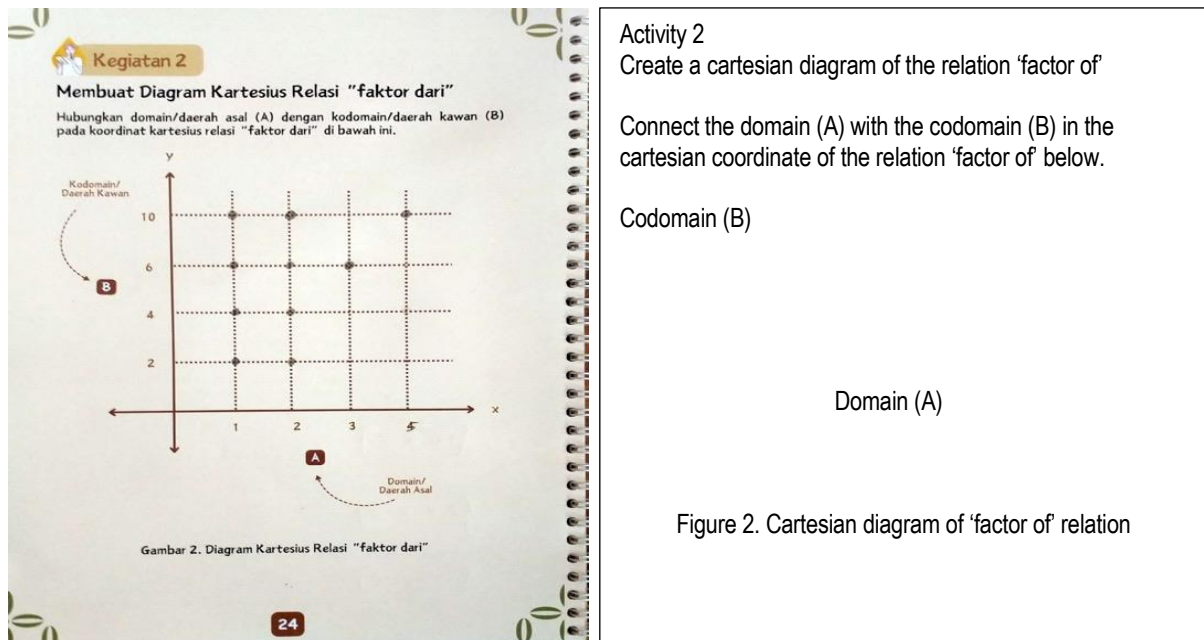 Kegiatan 2
Membuat Diagram Kartesius Relasi "faktor dari"
Hubungkan domain/daerah asal (A) dengan kodomain/daerah kawan (B)
pada koordinat kartesius relasi "faktor dari" di bawah ini.
y
Kodomain/
Daerah Kawan
10
6
B
4
2
x
1 2 3 5
A
Domain/
Daerah Asal
Gambar 2. Diagram Kartesius Relasi "faktor dari"
24
Activity 2
Create a cartesian diagram of the relation ‘factor of’
Connect the domain (A) with the codomain (B) in the
cartesian coordinate of the relation ‘factor of’ below.
Codomain (B)
Domain (A)
Figure 2. Cartesian diagram of ‘factor of’ relation